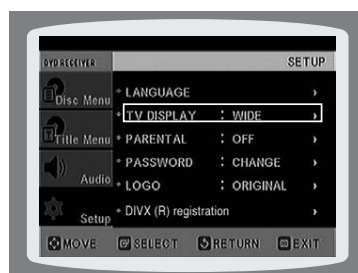 DVD RECEIVER SETUP
Disc Menu
Title Menu
Audio
Setup
LANGUAGE
TV DISPLAY : WIDE
PARENTAL : OFF
PASSWORD : CHANGE
LOGO : ORIGINAL
DIVX (R) registration
MOVE SELECT RETURN EXIT